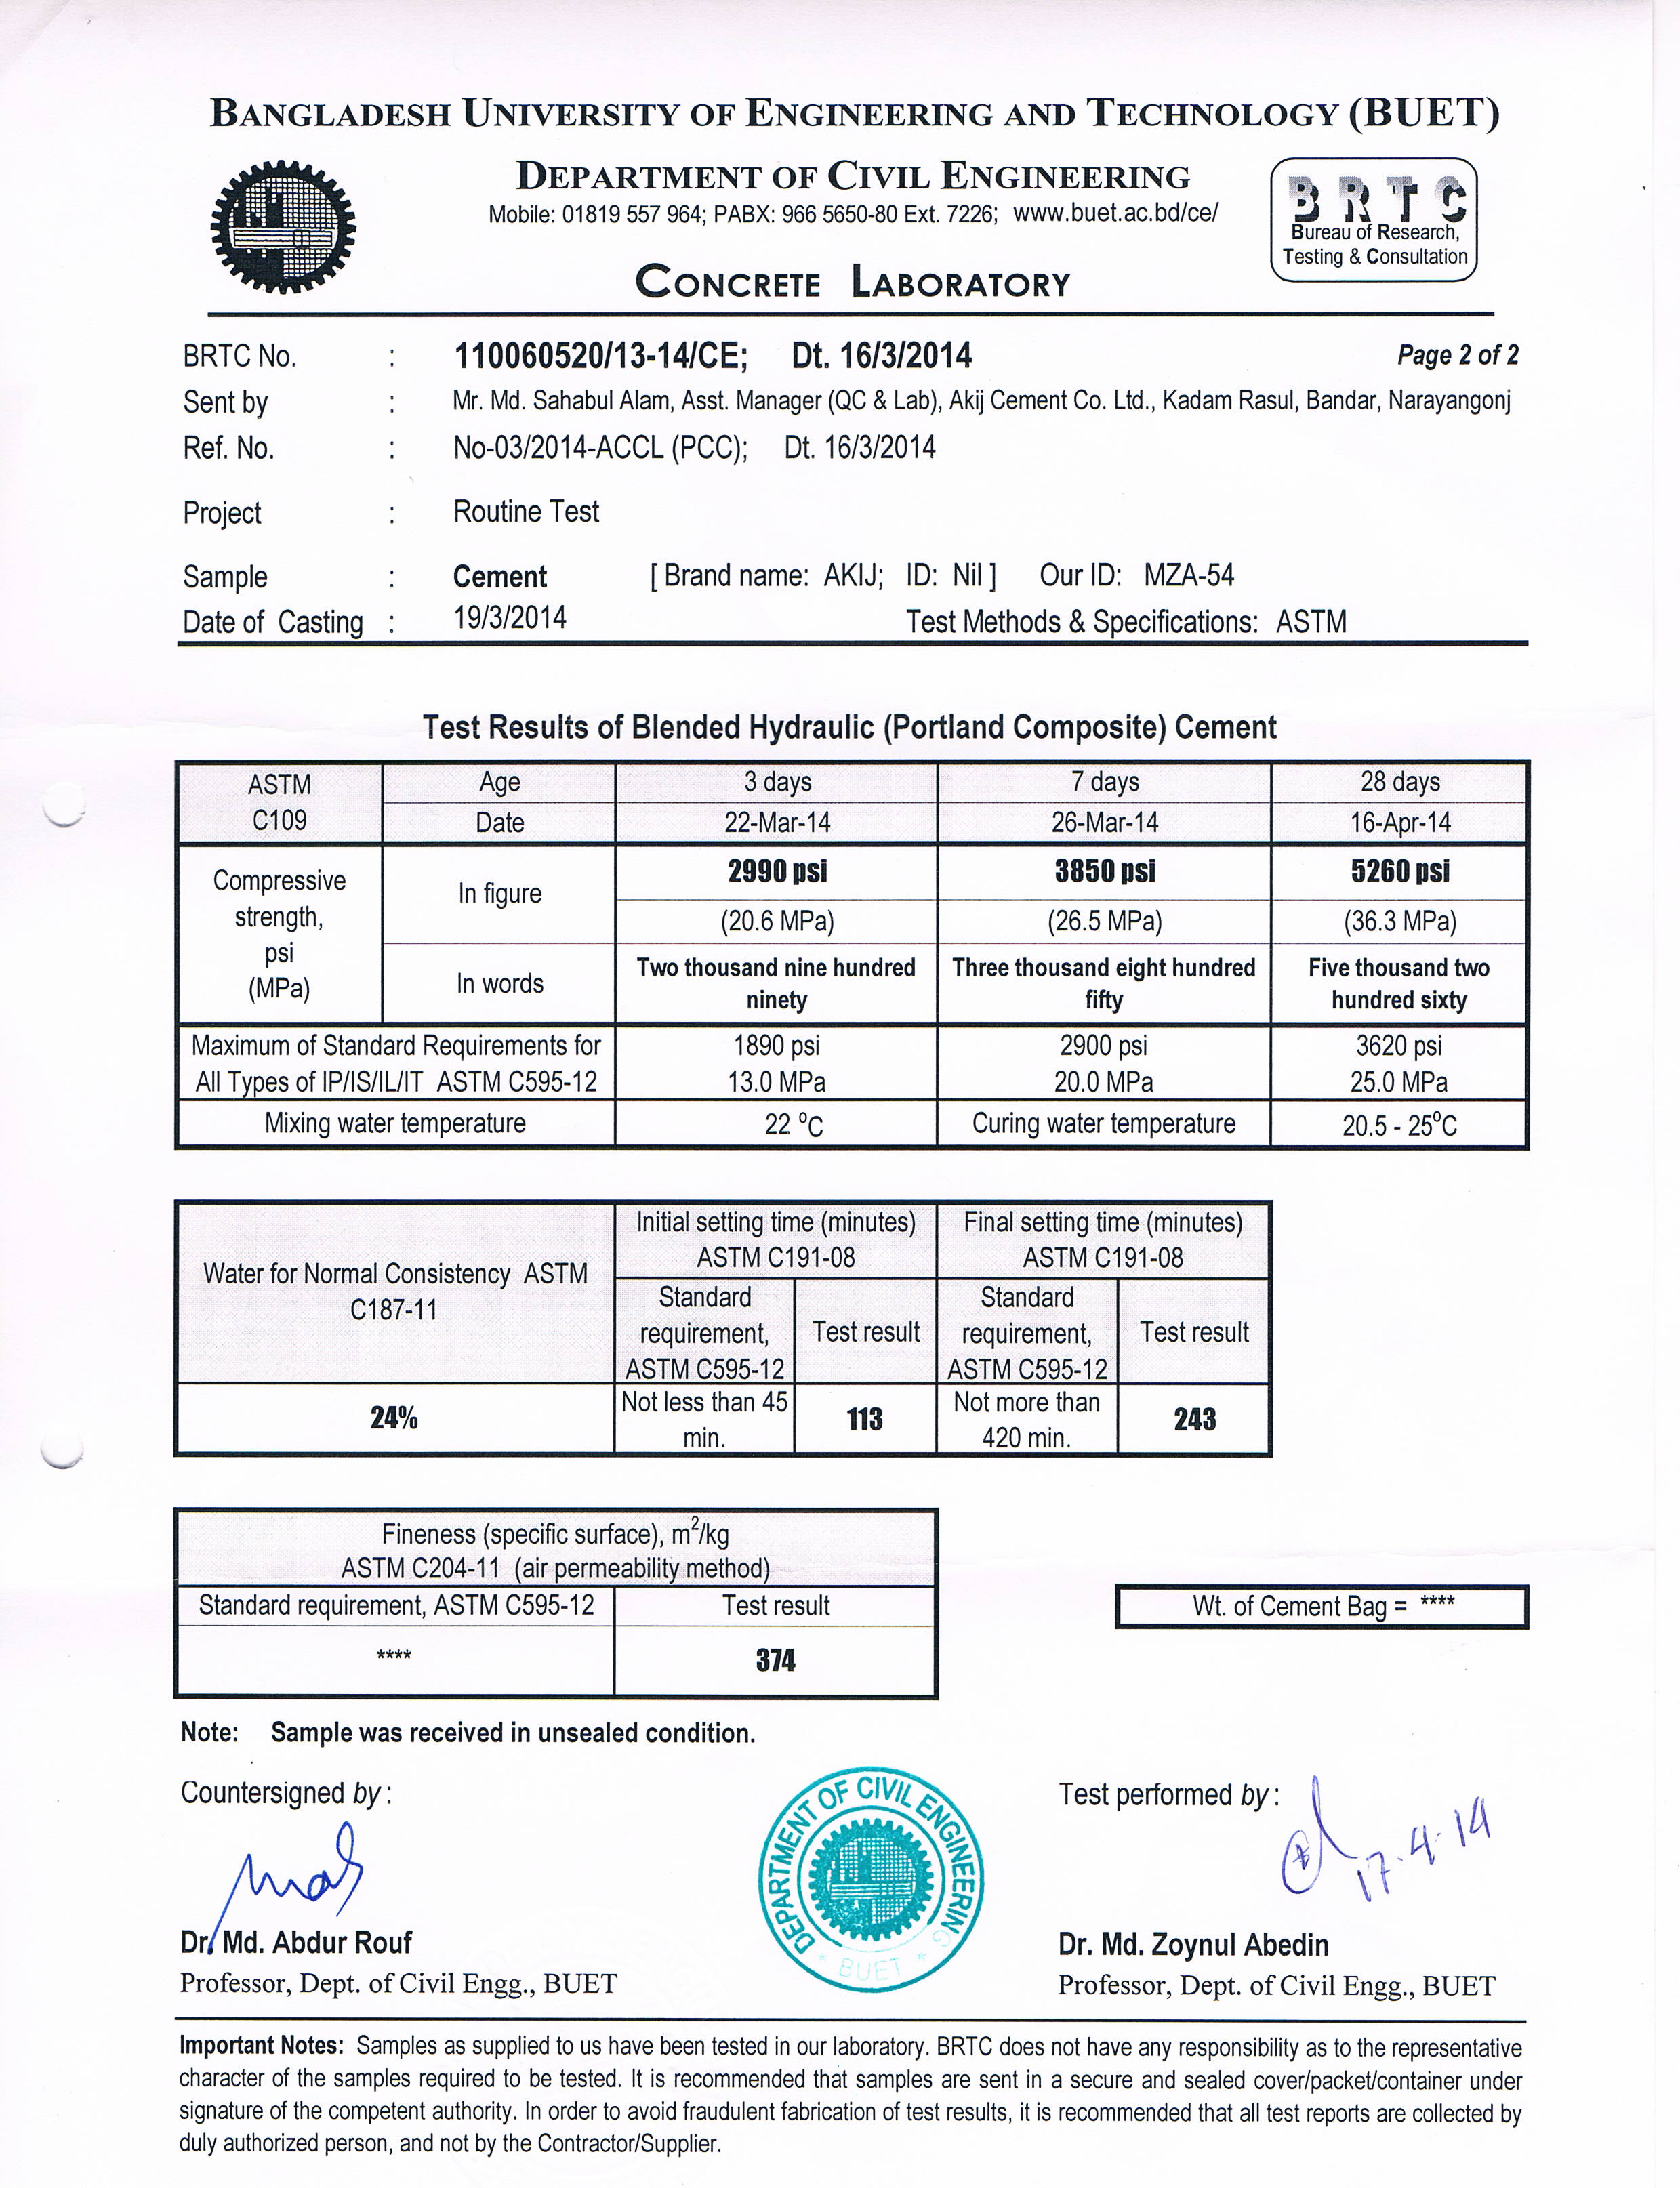 BANGLADESH UNIVERSITY OF ENGINEERING AND TECHNOLOGY (BUET)
DEPARTMENT OF CIVIL ENGINEERING
Mobile: 01819 557 964; PABX: 966 5650-80 Ext. 7226; www.buet.ac.bd/ce/
CONCRETE LABORATORY
BRTC
Bureau of Research,
Testing & Consultation
BRTC No. : 110060520/13-14/CE; Dt. 16/3/2014 Page 2 of 2
Sent by : Mr. Md. Sahabul Alam, Asst. Manager (QC & Lab), Akij Cement Co. Ltd., Kadam Rasul, Bandar, Narayangonj
Ref. No. : No-03/2014-ACCL (PCC); Dt. 16/3/2014
Project : Routine Test
Sample : Cement [ Brand name: AKIJ; ID: Nil ] Our ID: MZA-54
Date of Casting : 19/3/2014 Test Methods & Specifications: ASTM
Test Results of Blended Hydraulic (Portland Composite) Cement
ASTM
C109
Age 3 days 7 days 28 days
Date 22-Mar-14 26-Mar-14 16-Apr-14
Compressive
strength,
psi
(MPa)
In figure
2990 psi 3850 psi 5260 psi
(20.6 MPa) (26.5 MPa) (36.3 MPa)
In words
Two thousand nine hundred
ninety
Three thousand eight hundred
fifty
Five thousand two
hundred sixty
Maximum of Standard Requirements for
All Types of IP/IS/IL/IT ASTM C595-12
1890 psi
13.0 MPa
2900 psi
20.0 MPa
3620 psi
25.0 MPa
Mixing water temperature 22 ⁰C Curing water temperature 20.5 - 25⁰C
Water for Normal Consistency ASTM
C187-11
Initial setting time (minutes)
ASTM C191-08
Final setting time (minutes)
ASTM C191-08
Standard
requirement,
ASTM C595-12
Test result
Standard
requirement,
ASTM C595-12
Test result
24%
Not less than 45
min.
113
Not more than
420 min.
243
Fineness (specific surface), m²/kg
ASTM C204-11 (air permeability method)
Standard requirement, ASTM C595-12 Test result
**** 374
Wt. of Cement Bag = ****
Note: Sample was received in unsealed condition.
Countersigned by :
DEPARTMENT OF CIVIL ENGINEERING
* BUET *
Test performed by :
17.4.14
Dr. Md. Abdur Rouf
Professor, Dept. of Civil Engg., BUET
Dr. Md. Zoynul Abedin
Professor, Dept. of Civil Engg., BUET
Important Notes: Samples as supplied to us have been tested in our laboratory. BRTC does not have any responsibility as to the representative
character of the samples required to be tested. It is recommended that samples are sent in a secure and sealed cover/packet/container under
signature of the competent authority. In order to avoid fraudulent fabrication of test results, it is recommended that all test reports are collected by
duly authorized person, and not by the Contractor/Supplier.